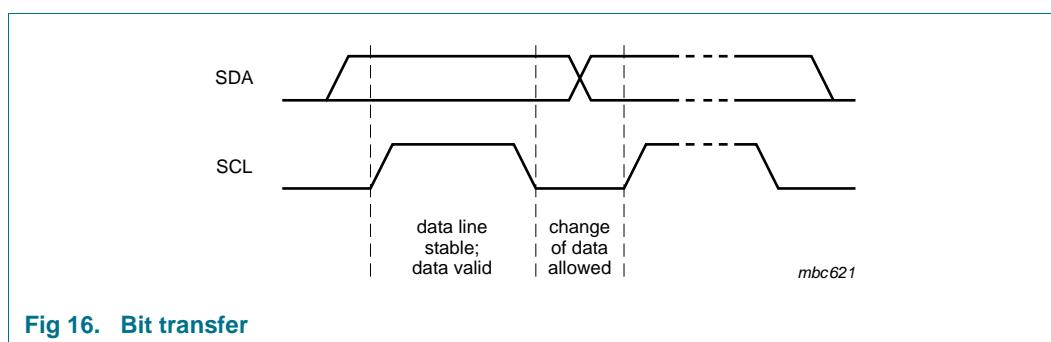 SDA
SCL
data line
stable;
data valid
change
of data
allowed
mbc621
Fig 16. Bit transfer